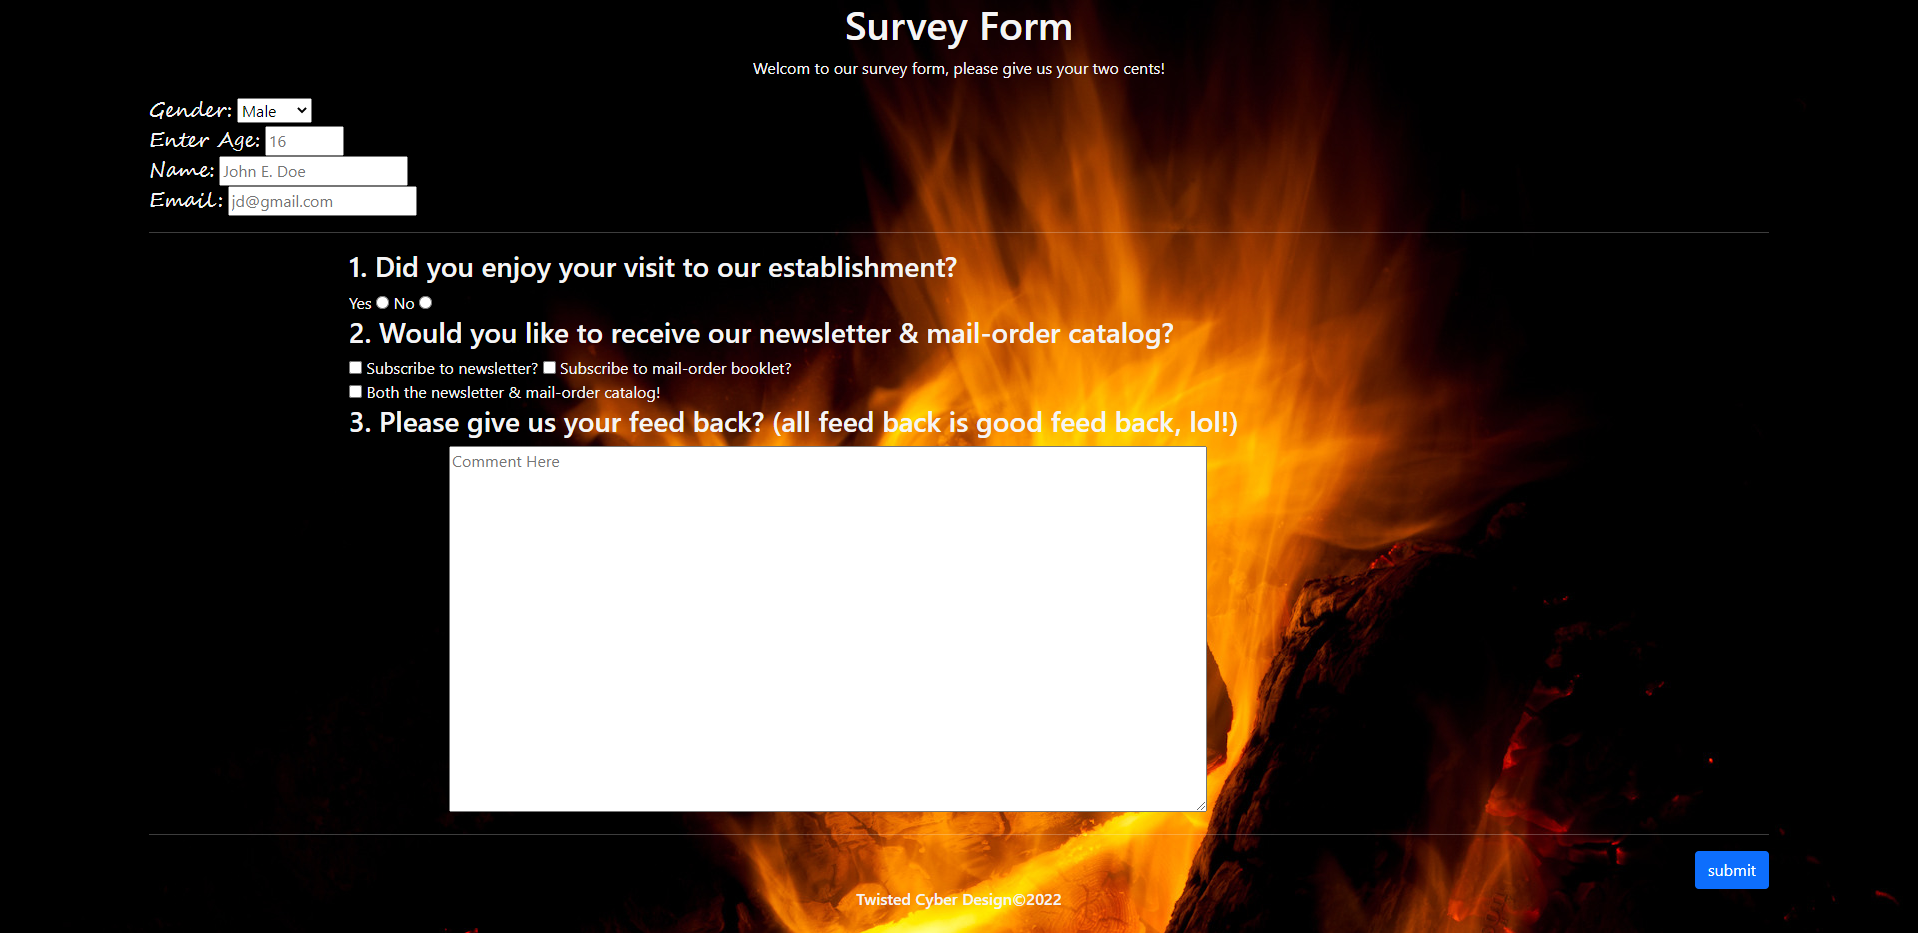 Survey Form
Welcom to our survey form, please give us your two cents!
Gender: Male
Enter Age: 16
Name: John E. Doe
Email: jd@gmail.com
1. Did you enjoy your visit to our establishment?
Yes No
2. Would you like to receive our newsletter & mail-order catalog?
Subscribe to newsletter? Subscribe to mail-order booklet?
Both the newsletter & mail-order catalog!
3. Please give us your feed back? (all feed back is good feed back, lol!)
Comment Here
submit
Twisted Cyber Design©2022